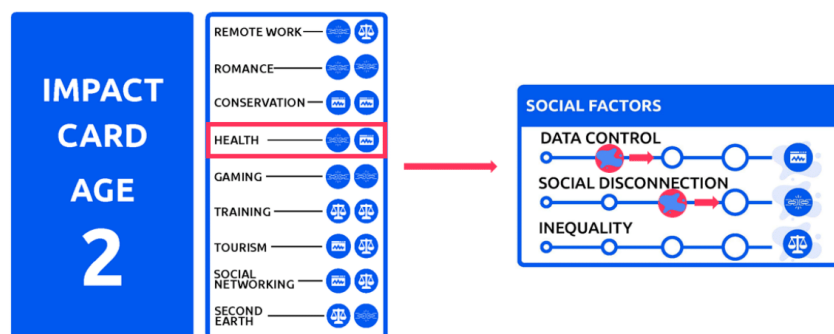 IMPACT
CARD
AGE
2
REMOTE WORK
ROMANCE
CONSERVATION
HEALTH
GAMING
TRAINING
TOURISM
SOCIAL
NETWORKING
SECOND
EARTH
SOCIAL FACTORS
DATA CONTROL
SOCIAL DISCONNECTION
INEQUALITY